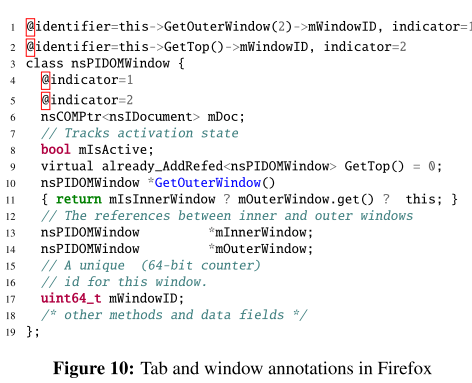 1 @identifier=this->GetOuterWindow(2)->mWindowID, indicator=1
2 @identifier=this->GetTop()->mWindowID, indicator=2
3 class nsPIDOMWindow {
4 @indicator=1
5 @indicator=2
6 nsCOMPtr<nsIDocument> mDoc;
7 // Tracks activation state
8 bool mIsActive;
9 virtual already_AddRefed<nsPIDOMWindow> GetTop() = 0;
10 nsPIDOMWindow *GetOuterWindow()
11 { return mIsInnerWindow ? mOuterWindow.get() ? this; }
12 // The references between inner and outer windows
13 nsPIDOMWindow *mInnerWindow;
14 nsPIDOMWindow *mOuterWindow;
15 // A unique (64-bit counter)
16 // id for this window.
17 uint64_t mWindowID;
18 /* other methods and data fields */
19 };
Figure 10: Tab and window annotations in Firefox